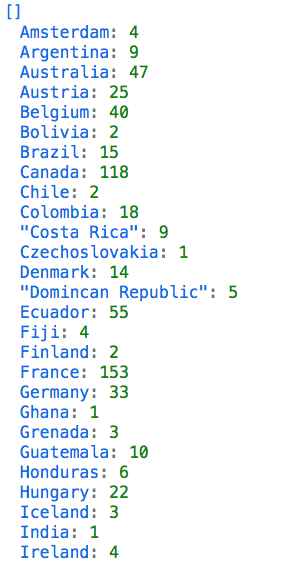 []
Amsterdam: 4
Argentina: 9
Australia: 47
Austria: 25
Belgium: 40
Bolivia: 2
Brazil: 15
Canada: 118
Chile: 2
Colombia: 18
"Costa Rica": 9
Czechoslovakia: 1
Denmark: 14
"Domincan Republic": 5
Ecuador: 55
Fiji: 4
Finland: 2
France: 153
Germany: 33
Ghana: 1
Grenada: 3
Guatemala: 10
Honduras: 6
Hungary: 22
Iceland: 3
India: 1
Ireland: 4